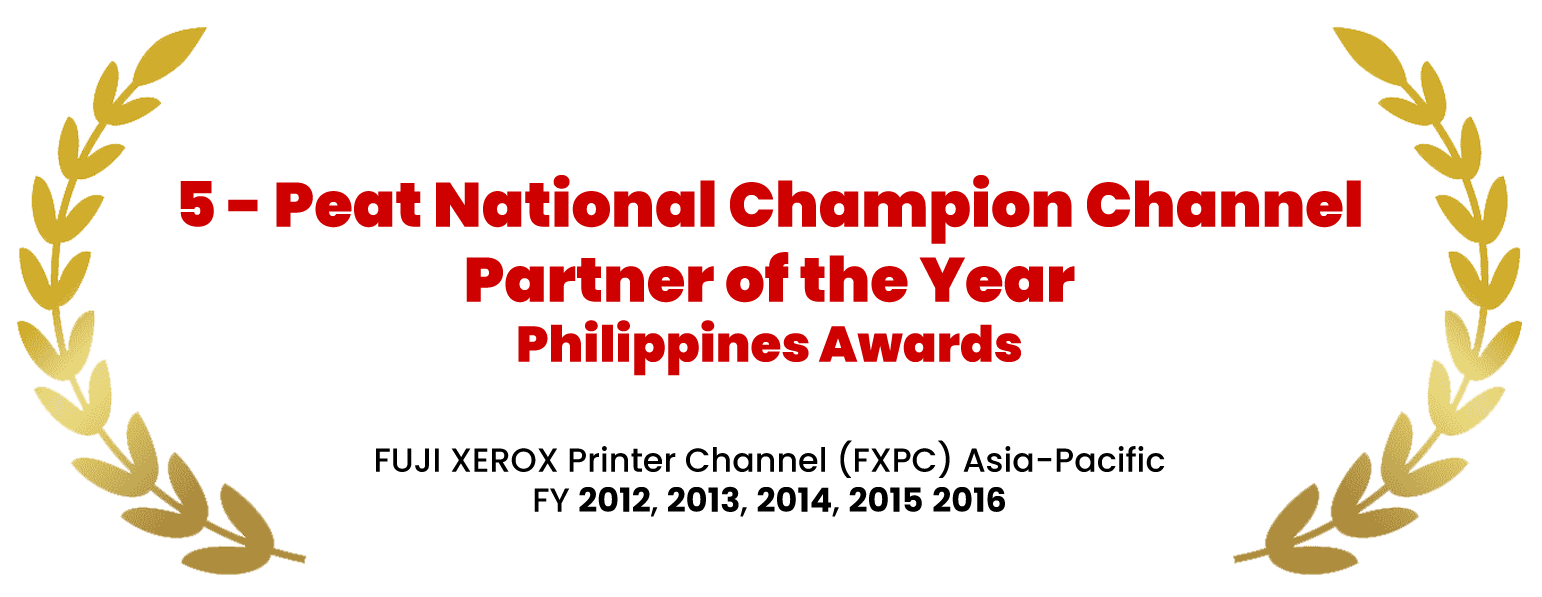 5 - Peat National Champion Channel
Partner of the Year
Philippines Awards
FUJI XEROX Printer Channel (FXPC) Asia-Pacific
FY 2012, 2013, 2014, 2015 2016